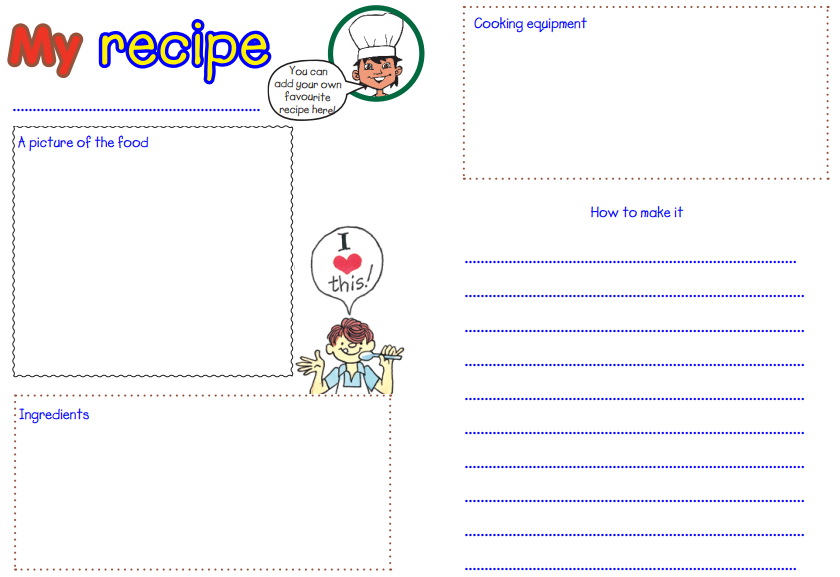 My recipe
You can
add your own
favourite
recipe here!
A picture of the food
I
this!
Ingredients
Cooking equipment
How to make it